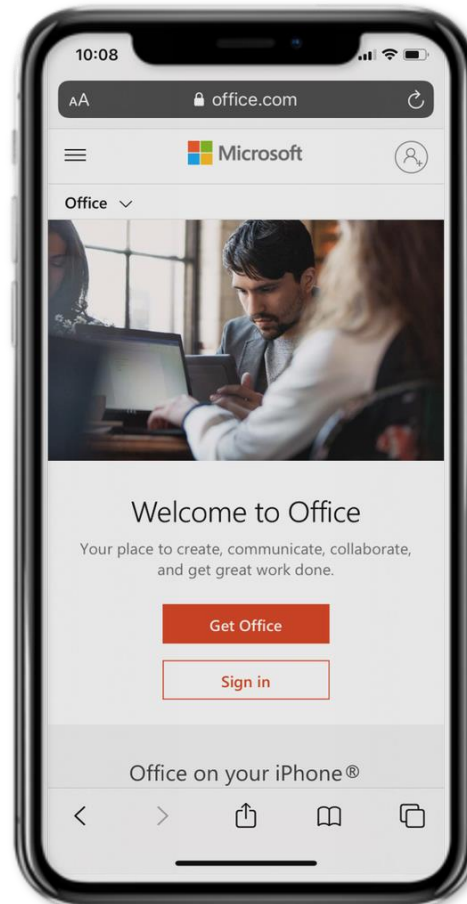 10:08
AA office.com
Microsoft
Office
Welcome to Office
Your place to create, communicate, collaborate,
and get great work done.
Get Office
Sign in
Office on your iPhone®